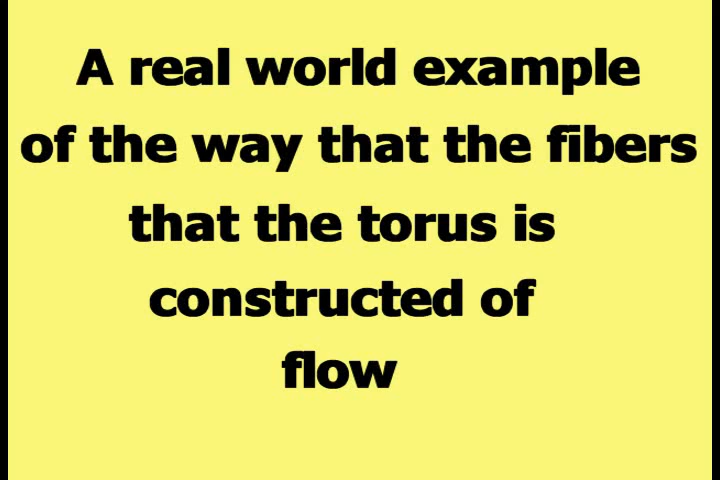 A real world example
of the way that the fibers
that the torus is
constructed of
flow